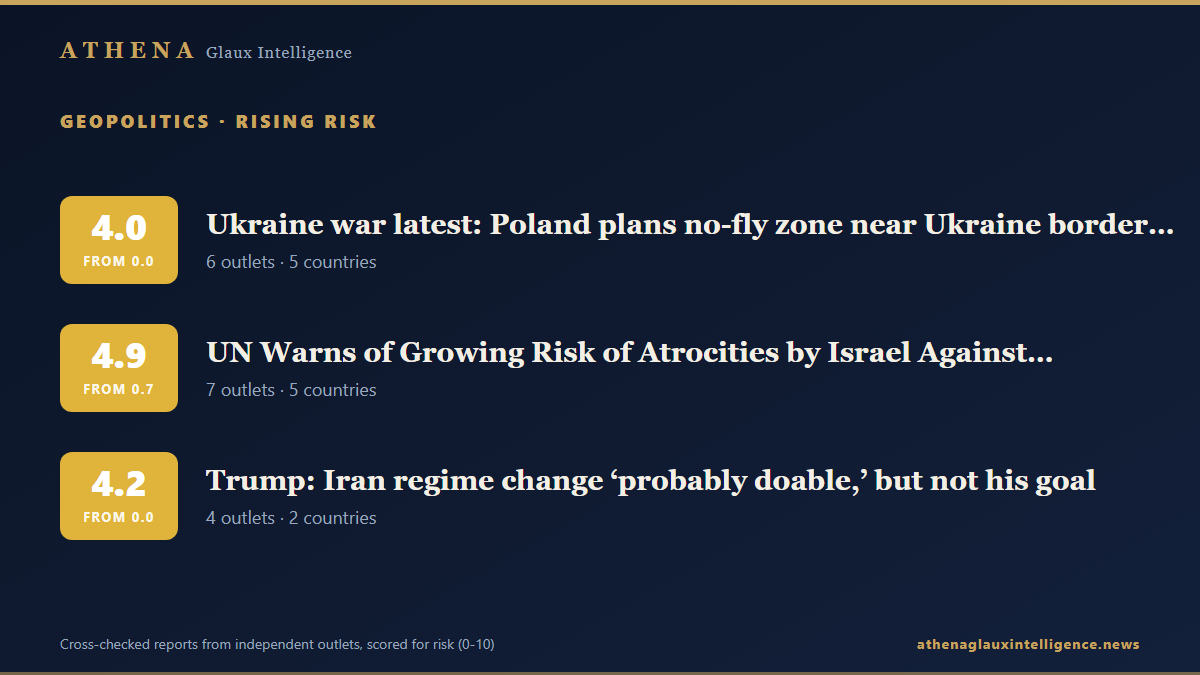 ATHENA Glaux Intelligence
GEOPOLITICS · RISING RISK
4.0
FROM 0.0
Ukraine war latest: Poland plans no-fly zone near Ukraine border...
6 outlets · 5 countries
4.9
FROM 0.7
UN Warns of Growing Risk of Atrocities by Israel Against...
7 outlets · 5 countries
4.2
FROM 0.0
Trump: Iran regime change ‘probably doable,’ but not his goal
4 outlets · 2 countries
Cross-checked reports from independent outlets, scored for risk (0-10)
athenaglauxintelligence.news